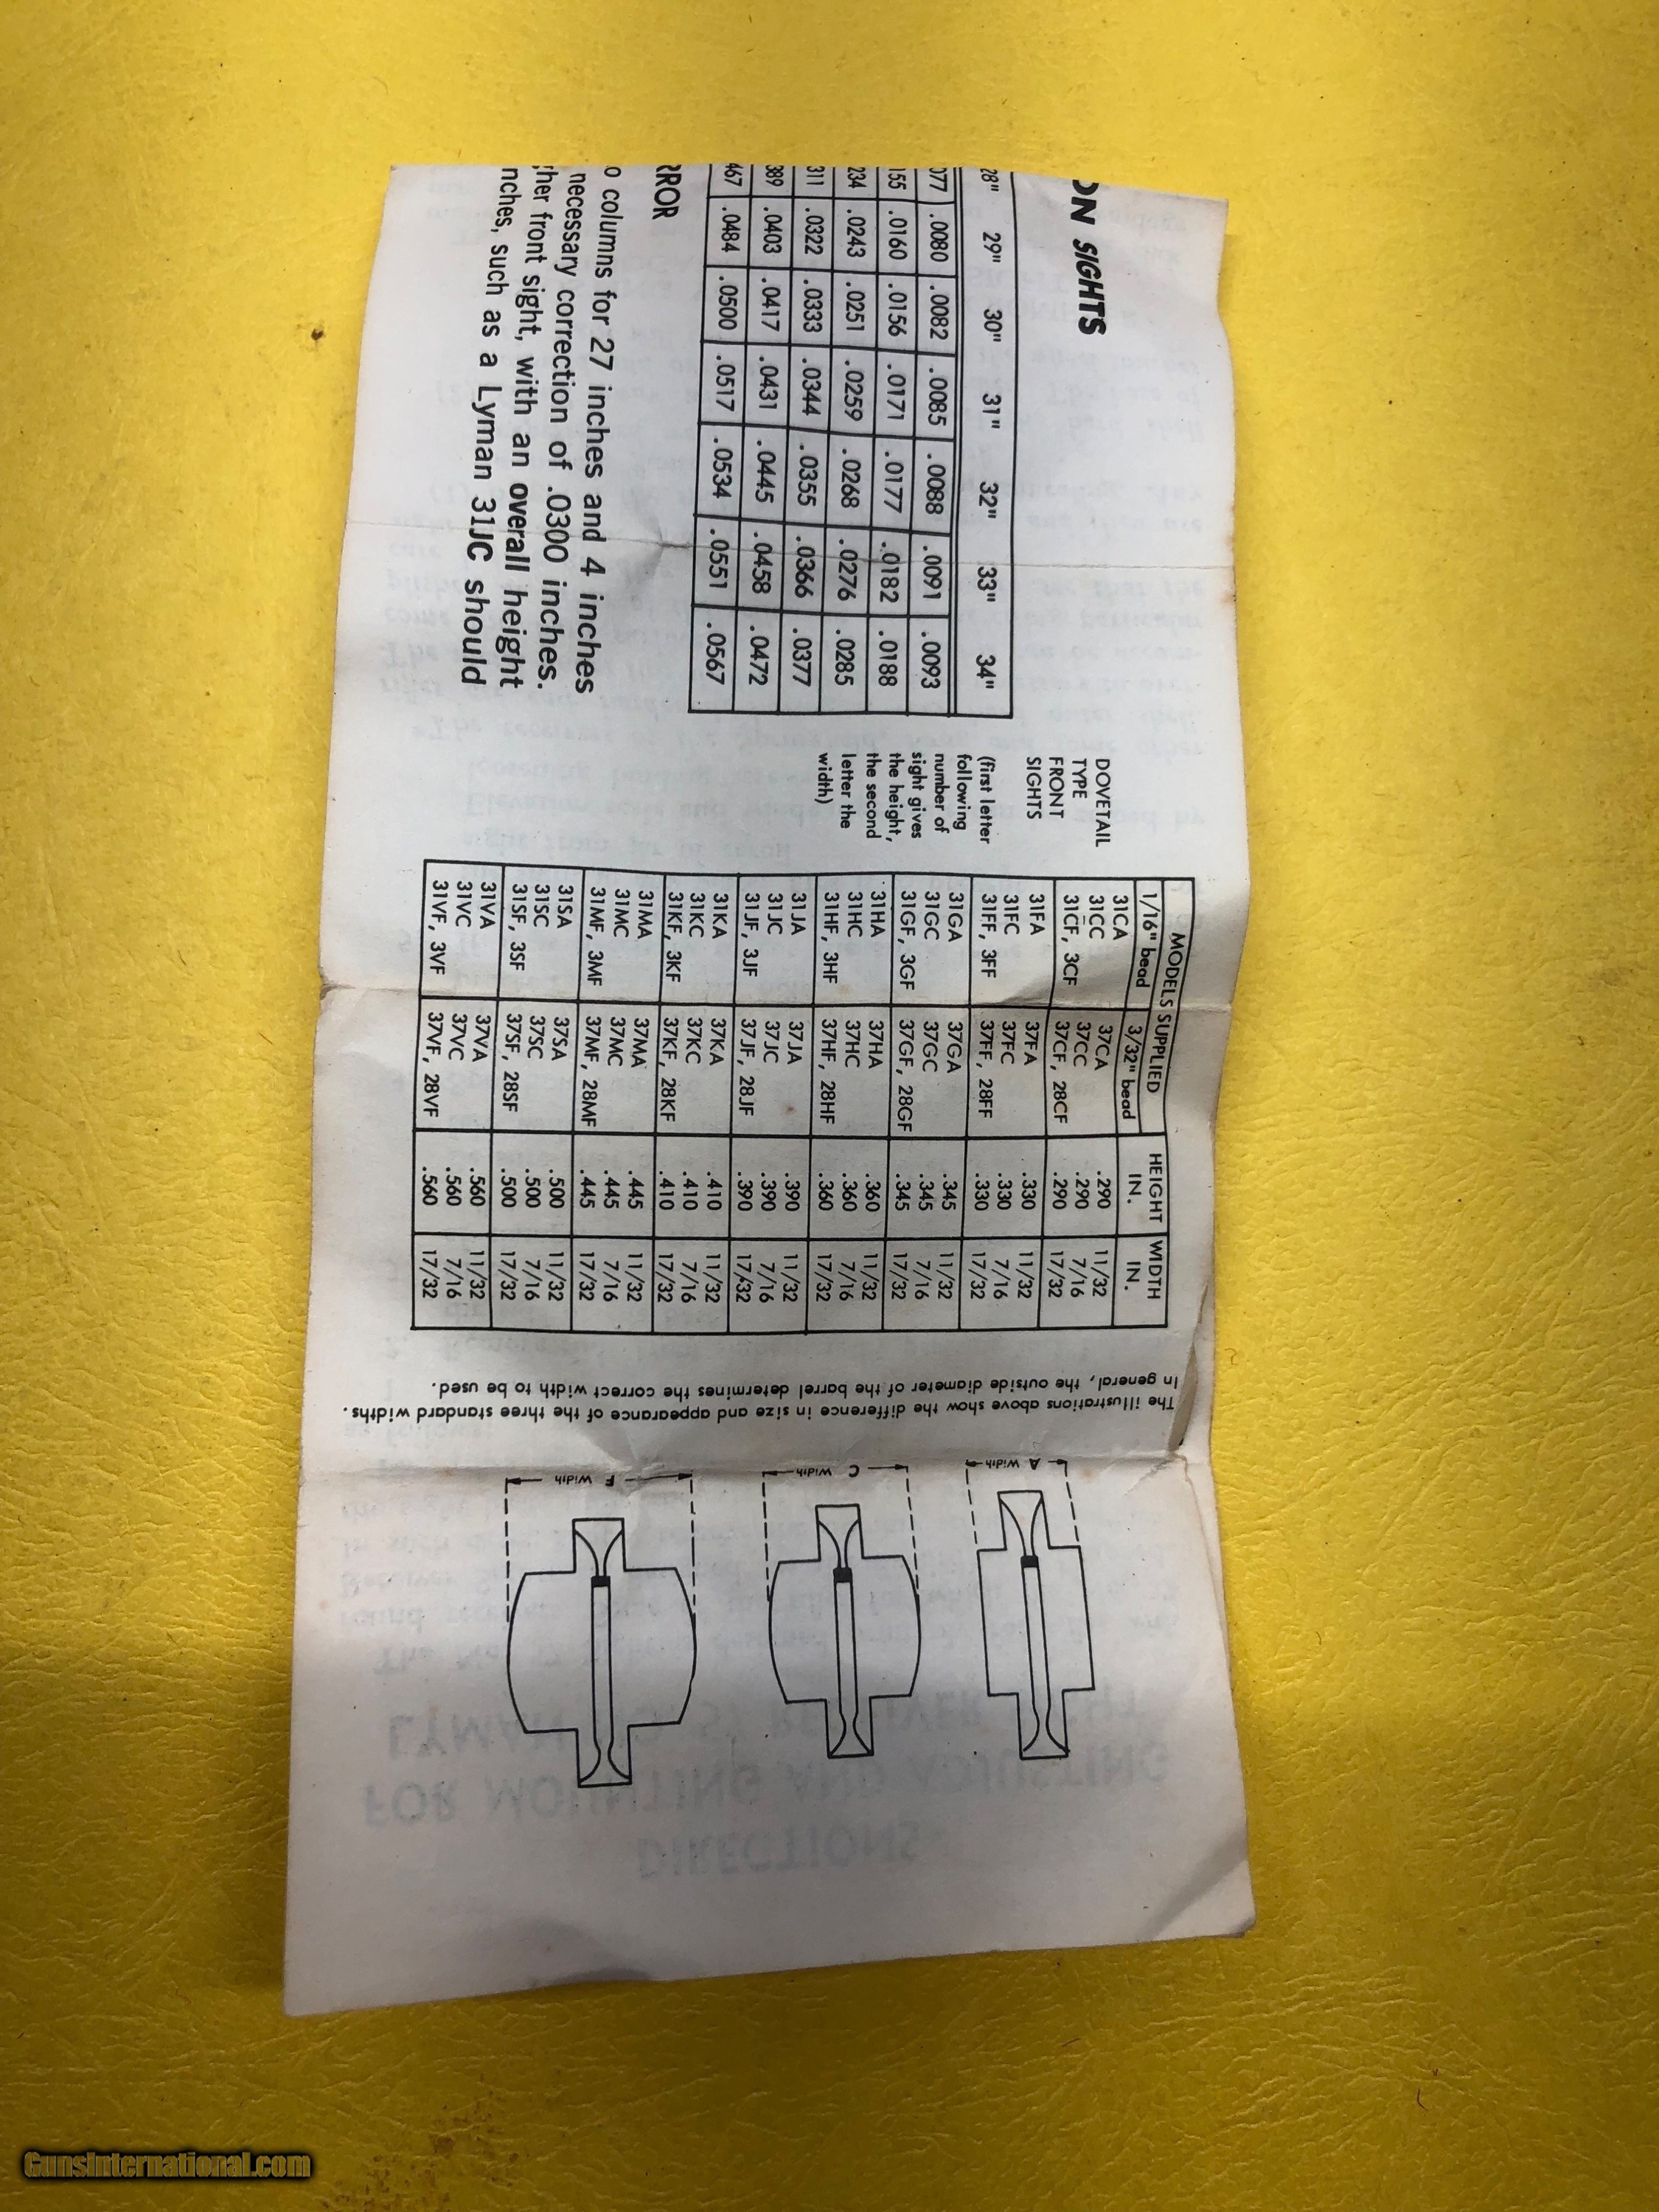 ON SIGHTS
28" 29" 30" 31" 32" 33" 34"
077 .0080 .0082 .0085 .0088 .0091 .0093
155 .0160 .0156 .0171 .0177 .0182 .0188
234 .0243 .0251 .0259 .0268 .0276 .0285
311 .0322 .0333 .0344 .0355 .0366 .0377
389 .0403 .0417 .0431 .0445 .0458 .0472
467 .0484 .0500 .0517 .0534 .0551 .0567
RROR
o columns for 27 inches and 4 inches
necessary correction of .0300 inches.
gher front sight, with an overall height
nches, such as a Lyman 31JC should
DOVETAIL
TYPE
FRONT
SIGHTS
(first letter
following
number of
sight gives
the height,
the second
letter the
width)
MODELS SUPPLIED HEIGHT WIDTH
1/16" bead 3/32" bead IN. IN.
31CA 37CA .290 11/32
31CC 37CC .290 7/16
31CF, 3CF 37CF, 28CF .290 17/32
31FA 37FA .330 11/32
31FC 37FC .330 7/16
31FF, 3FF 37FF, 28FF .330 17/32
31GA 37GA .345 11/32
31GC 37GC .345 7/16
31GF, 3GF 37GF, 28GF .345 17/32
31HA 37HA .360 11/32
31HC 37HC .360 7/16
31HF, 3HF 37HF, 28HF .360 17/32
31JA 37JA .390 11/32
31JC 37JC .390 7/16
31JF, 3JF 37JF, 28JF .390 17/32
31KA 37KA .410 11/32
31KC 37KC .410 7/16
31KF, 3KF 37KF, 28KF .410 17/32
31MA 37MA .445 11/32
31MC 37MC .445 7/16
31MF, 3MF 37MF, 28MF .445 17/32
31SA 37SA .500 11/32
31SC 37SC .500 7/16
31SF, 3SF 37SF, 28SF .500 17/32
31VA 37VA .560 11/32
31VC 37VC .560 7/16
31VF, 3VF 37VF, 28VF .560 17/32
A Width
C Width
F Width
The illustrations above show the difference in size and appearance of the three standard widths.
In general, the outside diameter of the barrel determines the correct width to be used.
GunsInternational.com